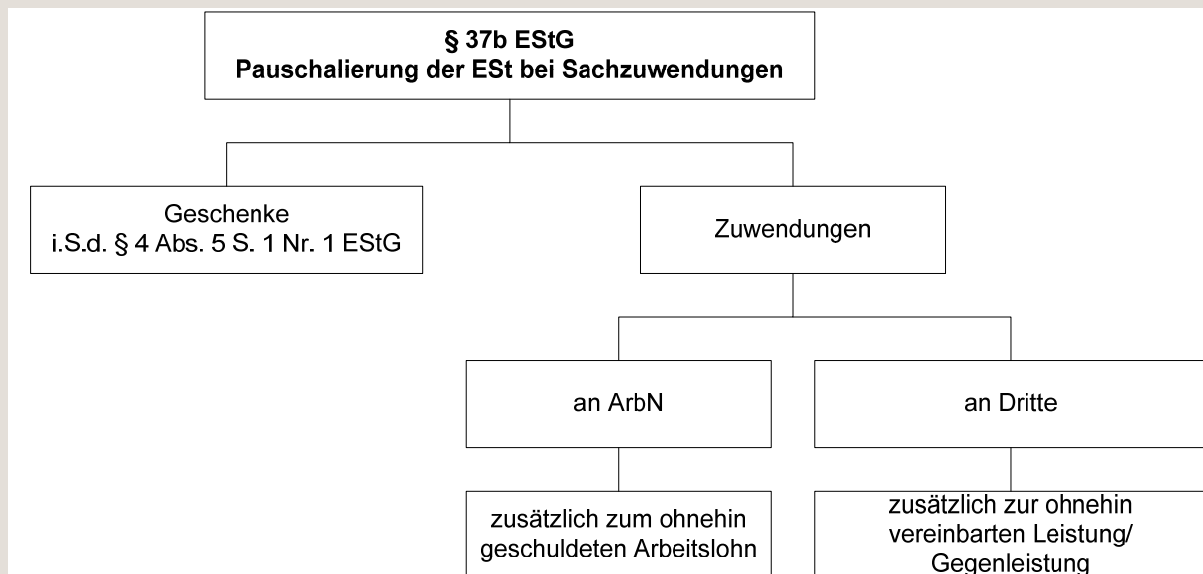 § 37b EStG
Pauschalierung der ESt bei Sachzuwendungen
Geschenke
i.S.d. § 4 Abs. 5 S. 1 Nr. 1 EStG
Zuwendungen
an ArbN
an Dritte
zusätzlich zum ohnehin
geschuldeten Arbeitslohn
zusätzlich zur ohnehin
vereinbarten Leistung/
Gegenleistung